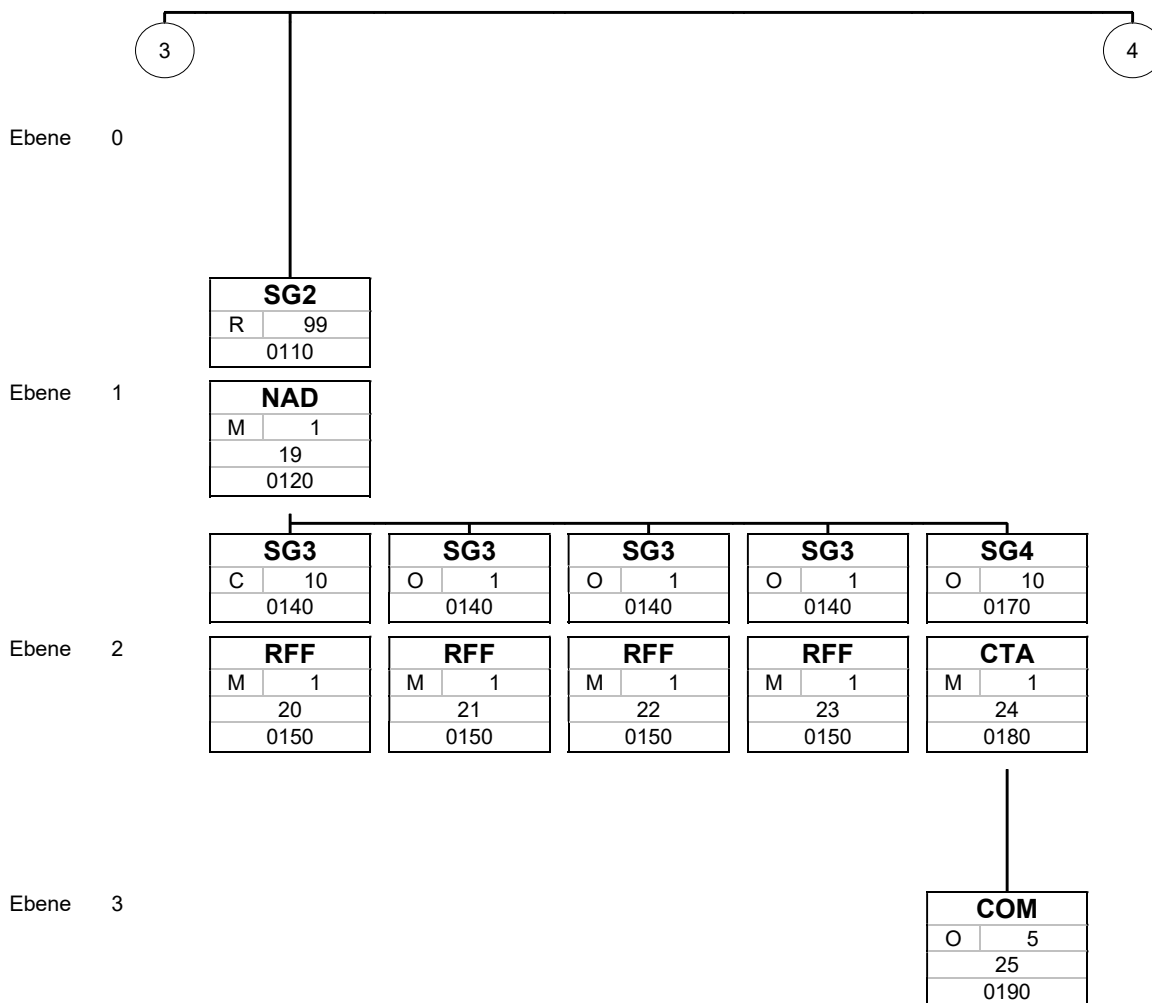 3 4
Ebene 0
SG2
R 99
0110
Ebene 1
NAD
M 1
19
0120
SG3 SG3 SG3 SG3 SG4
C 10 O 1 O 1 O 1 O 10
0140 0140 0140 0140 0170
Ebene 2
RFF RFF RFF RFF CTA
M 1 M 1 M 1 M 1 M 1
20 21 22 23 24
0150 0150 0150 0150 0180
Ebene 3
COM
O 5
25
0190